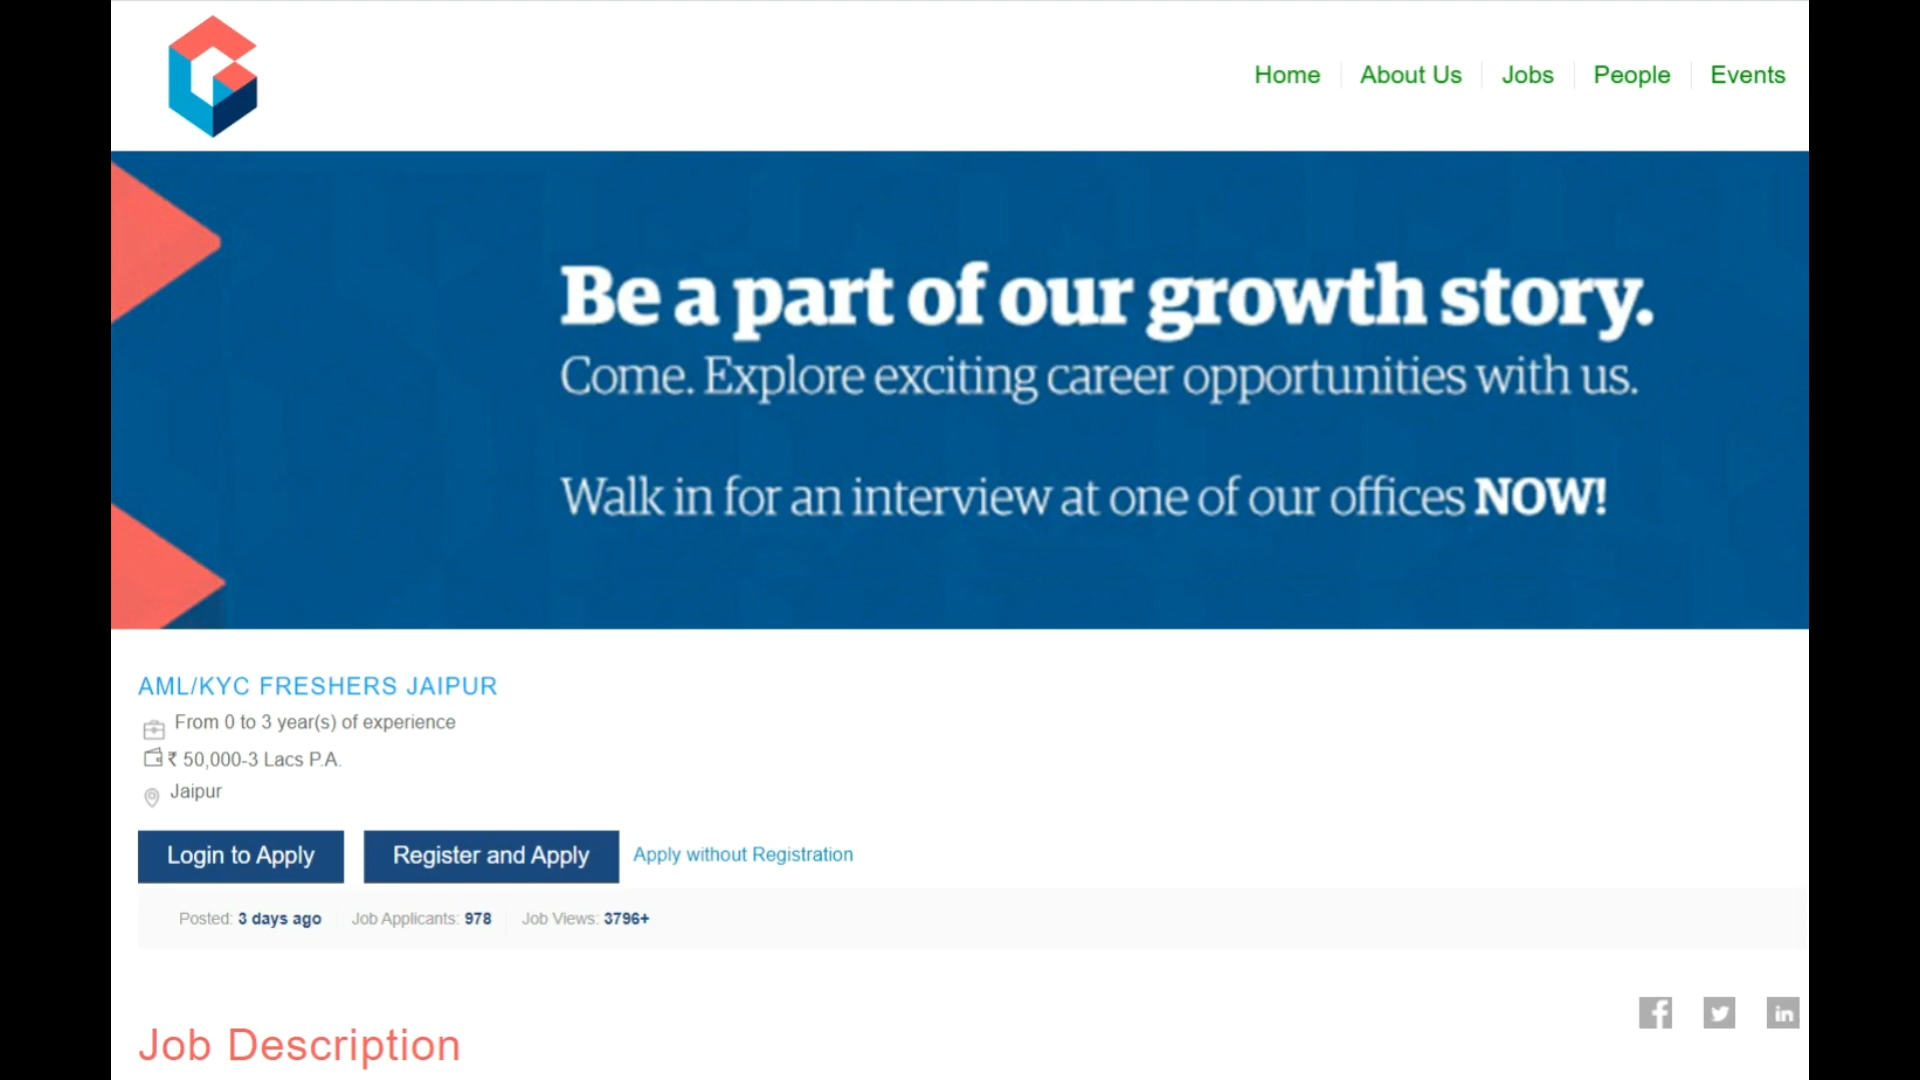 Home
About Us
Jobs
People
Events
Be a part of our growth story.
Come. Explore exciting career opportunities with us.
Walk in for an interview at one of our offices NOW!
AML/KYC FRESHERS JAIPUR
From 0 to 3 year(s) of experience
₹ 50,000-3 Lacs P.A.
Jaipur
Login to Apply
Register and Apply
Apply without Registration
Posted: 3 days ago
Job Applicants: 978
Job Views: 3796+
Job Description